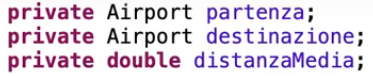 private Airport partenza;
private Airport destinazione;
private double distanzaMedia;